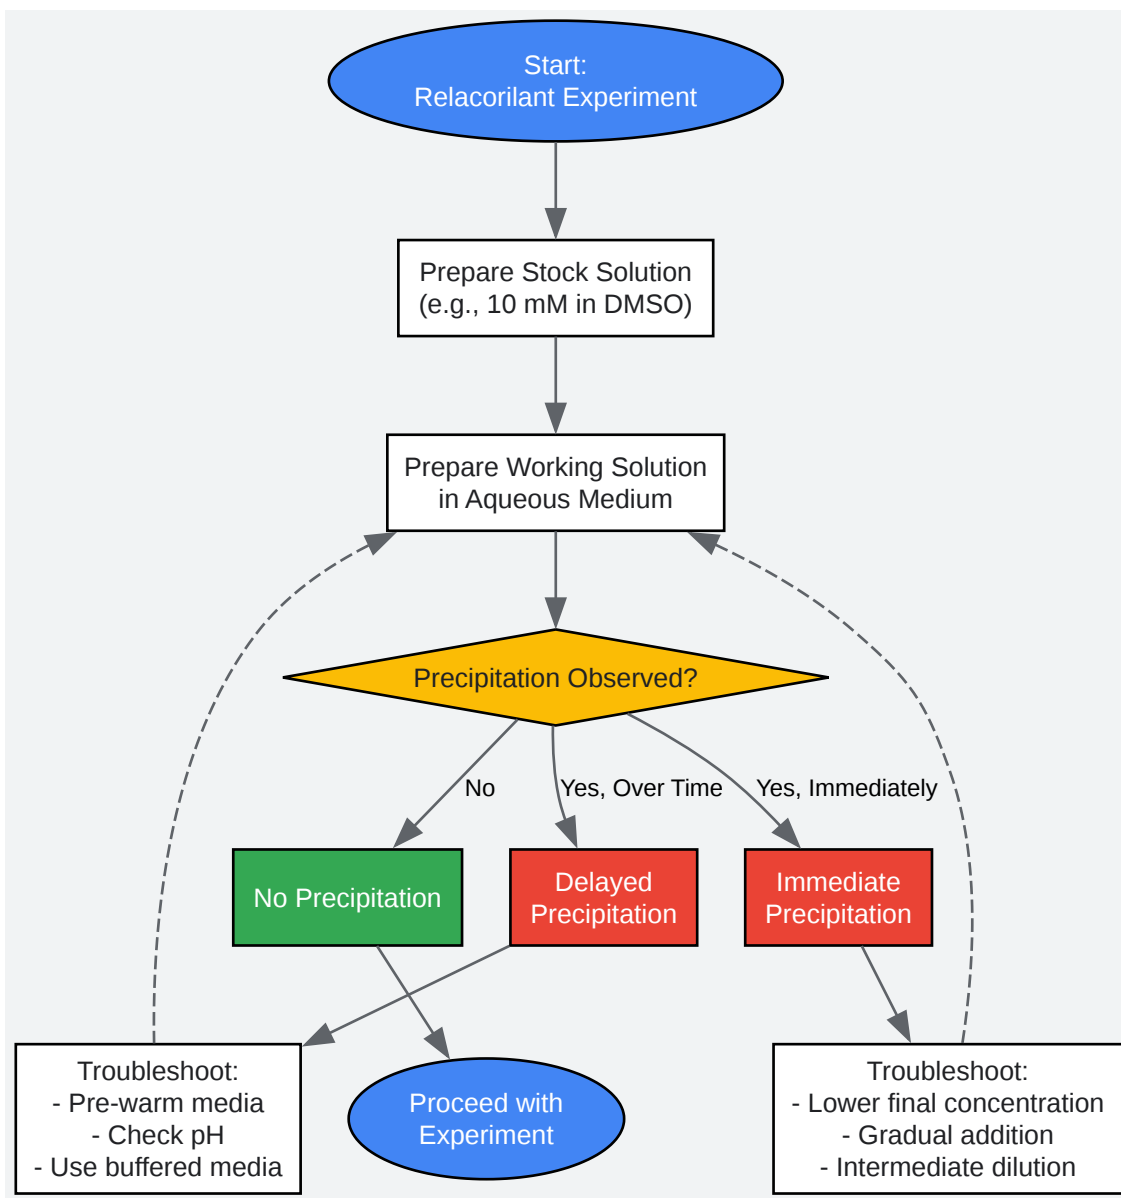 Start:
Relacorilant Experiment
Prepare Stock Solution
(e.g., 10 mM in DMSO)
Prepare Working Solution
in Aqueous Medium
Precipitation Observed?
No
Yes, Over Time
Yes, Immediately
No Precipitation
Delayed
Precipitation
Immediate
Precipitation
Troubleshoot:
- Pre-warm media
- Check pH
- Use buffered media
Proceed with
Experiment
Troubleshoot:
- Lower final concentration
- Gradual addition
- Intermediate dilution